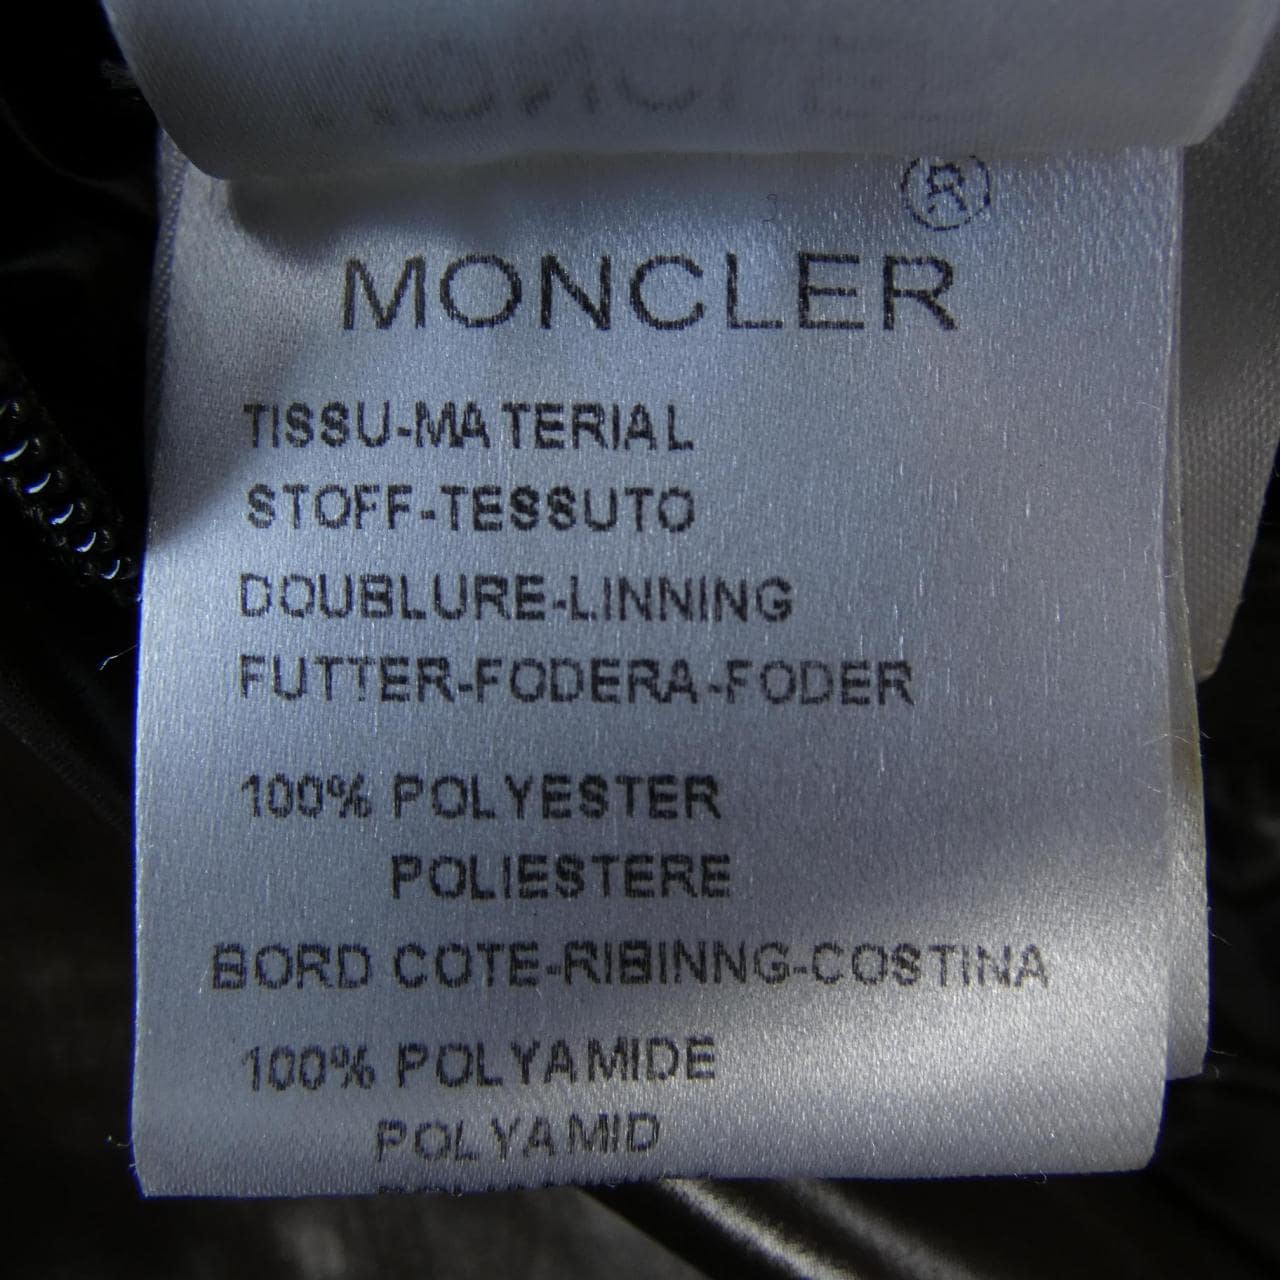 ®
MONCLER
TISSU-MATERIAL
STOFF-TESSUTO
DOUBLURE-LINNING
FUTTER-FODERA-FODER
100% POLYESTER
POLIESTERE
BORD COTE-RIBINNG-COSTINA
100% POLYAMIDE
POLYAMID